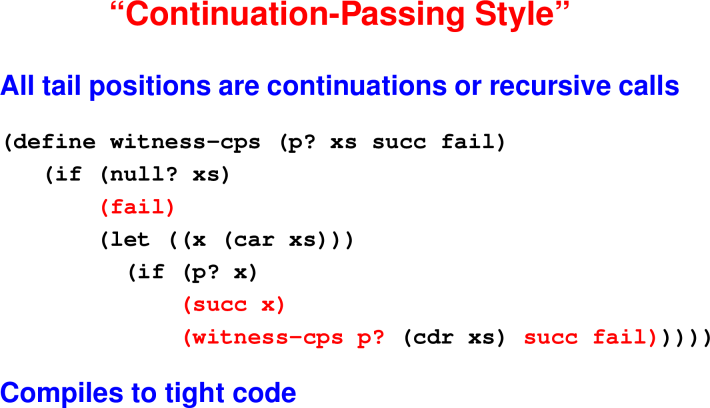 “Continuation-Passing Style”
All tail positions are continuations or recursive calls
(define witness-cps (p? xs succ fail)
(if (null? xs)
(fail)
(let ((x (car xs)))
(if (p? x)
(succ x)
(witness-cps p? (cdr xs) succ fail)))))
Compiles to tight code